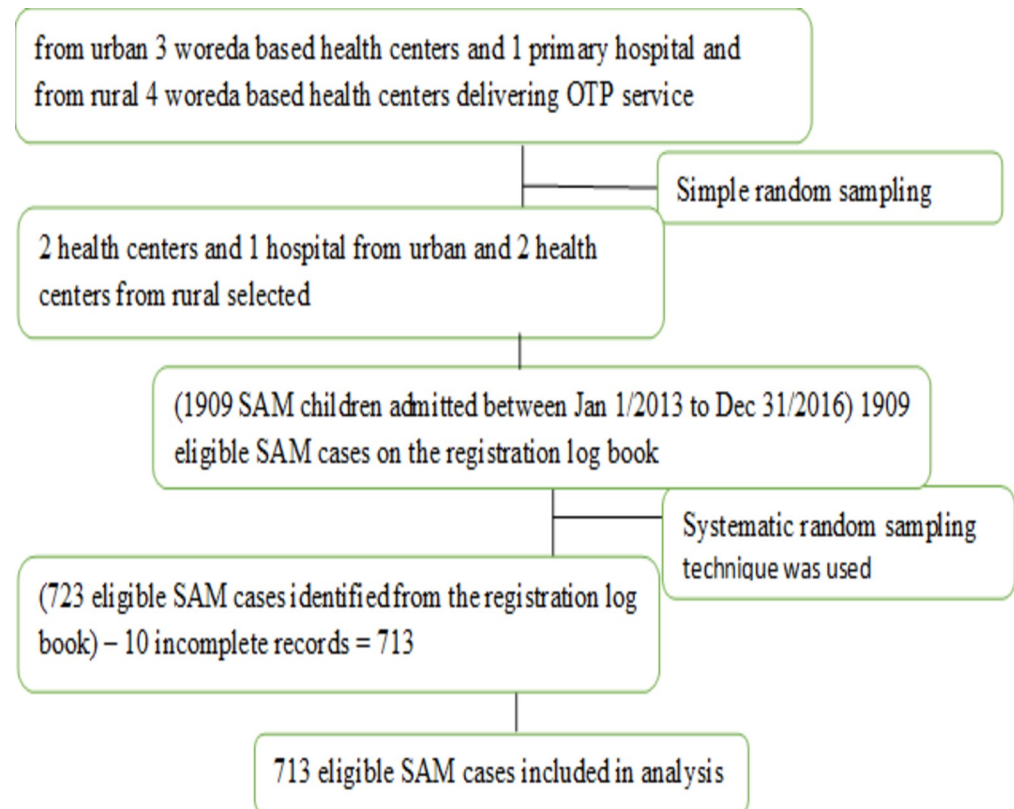 from urban 3 woreda based health centers and 1 primary hospital and
from rural 4 woreda based health centers delivering OTP service
Simple random sampling
2 health centers and 1 hospital from urban and 2 health
centers from rural selected
(1909 SAM children admitted between Jan 1/2013 to Dec 31/2016) 1909
eligible SAM cases on the registration log book
Systematic random sampling
technique was used
(723 eligible SAM cases identified from the registration log
book) – 10 incomplete records = 713
713 eligible SAM cases included in analysis